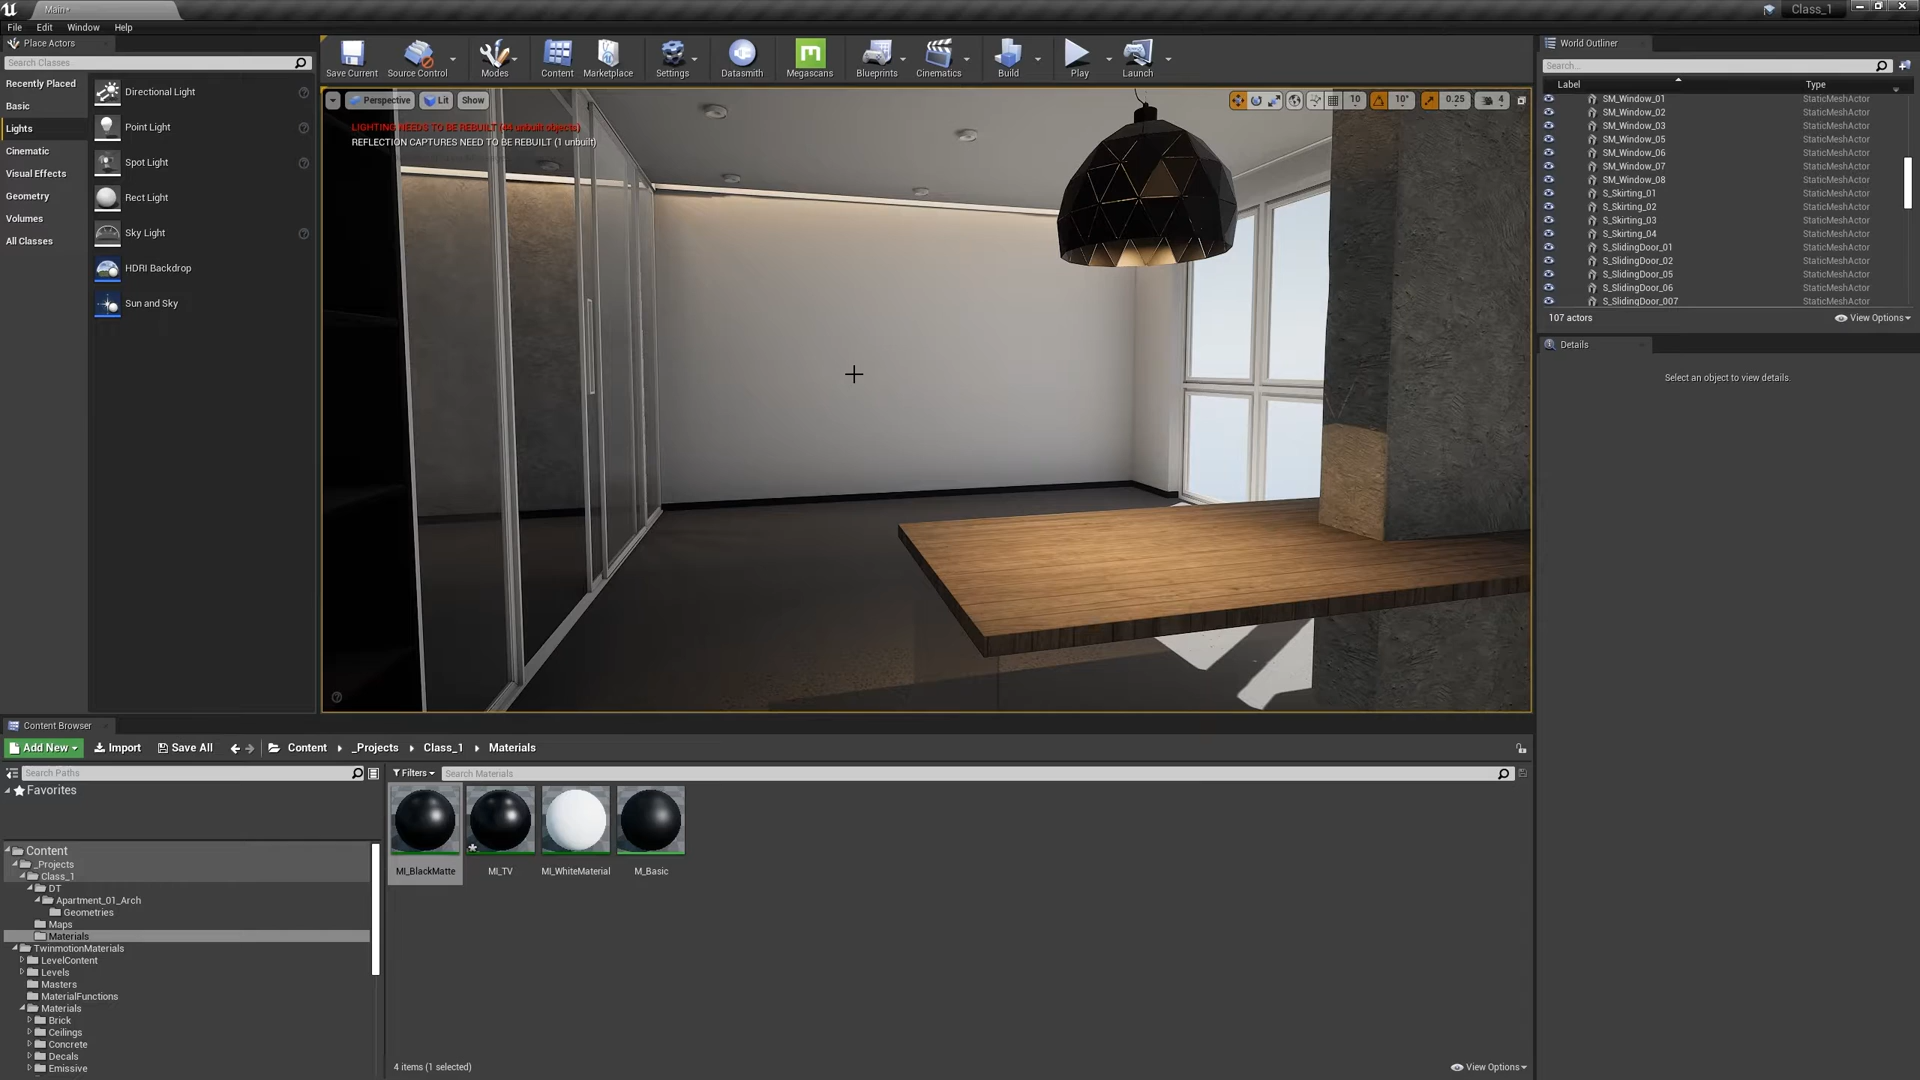 Main*
Class_1
File Edit Window Help
Place Actors
Search Classes
Recently Placed
Basic
Lights
Cinematic
Visual Effects
Geometry
Volumes
All Classes
Directional Light
Point Light
Spot Light
Rect Light
Sky Light
HDRI Backdrop
Sun and Sky
Save Current Source Control Modes Content Marketplace Settings Datasmith Megascans Blueprints Cinematics Build Play Launch
Perspective Lit Show
10 10° 0.25 4
LIGHTING NEEDS TO BE REBUILT (44 unbuilt objects)
REFLECTION CAPTURES NEED TO BE REBUILT (1 unbuilt)
World Outliner
Search...
Label Type
SM_Window_01 StaticMeshActor
SM_Window_02 StaticMeshActor
SM_Window_03 StaticMeshActor
SM_Window_05 StaticMeshActor
SM_Window_06 StaticMeshActor
SM_Window_07 StaticMeshActor
SM_Window_08 StaticMeshActor
S_Skirting_01 StaticMeshActor
S_Skirting_02 StaticMeshActor
S_Skirting_03 StaticMeshActor
S_Skirting_04 StaticMeshActor
S_SlidingDoor_01 StaticMeshActor
S_SlidingDoor_02 StaticMeshActor
S_SlidingDoor_05 StaticMeshActor
S_SlidingDoor_06 StaticMeshActor
S_SlidingDoor_007 StaticMeshActor
107 actors View Options
Details
Select an object to view details.
Content Browser
Add New Import Save All Content _Projects Class_1 Materials
Search Paths
Filters Search Materials
Favorites
Content
_Projects
Class_1
DT
Apartment_01_Arch
Geometries
Maps
Materials
TwinmotionMaterials
LevelContent
Levels
Masters
MaterialFunctions
Materials
Brick
Ceilings
Concrete
Decals
Emissive
MI_BlackMatte MI_TV MI_WhiteMaterial M_Basic
4 items (1 selected) View Options